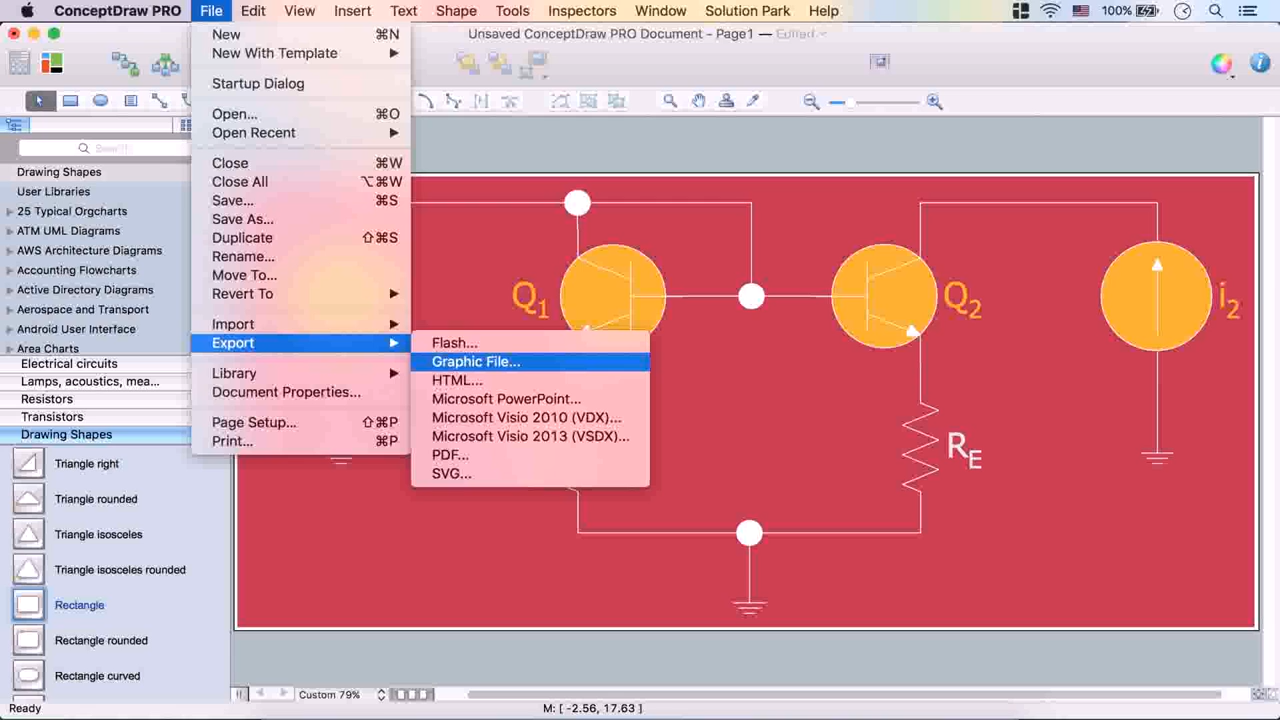 ConceptDraw PRO File Edit View Insert Text Shape Tools Inspectors Window Solution Park Help 100%
Unsaved ConceptDraw PRO Document - Page1 — Edited
New ⌘N
New With Template
Startup Dialog
Open... ⌘O
Open Recent
Close ⌘W
Close All ⌥⌘W
Save... ⌘S
Save As...
Duplicate ⇧⌘S
Rename...
Move To...
Revert To
Import
Export
Library
Document Properties...
Page Setup... ⇧⌘P
Print... ⌘P
Flash...
Graphic File...
HTML...
Microsoft PowerPoint...
Microsoft Visio 2010 (VDX)...
Microsoft Visio 2013 (VSDX)...
PDF...
SVG...
Search
Drawing Shapes
User Libraries
25 Typical Orgcharts
ATM UML Diagrams
AWS Architecture Diagrams
Accounting Flowcharts
Active Directory Diagrams
Aerospace and Transport
Android User Interface
Area Charts
Electrical circuits
Lamps, acoustics, mea...
Resistors
Transistors
Drawing Shapes
Triangle right
Triangle rounded
Triangle isosceles
Triangle isosceles rounded
Rectangle
Rectangle rounded
Rectangle curved
Q1
Q2
i2
RE
Custom 79%
Ready
M: [ -2.56, 17.63 ]